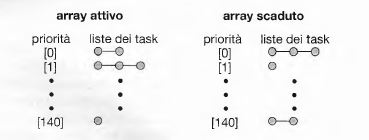 array attivo array scaduto
priorità liste dei task priorità liste dei task
[0] [0]
[1] [1]
[140] [140]